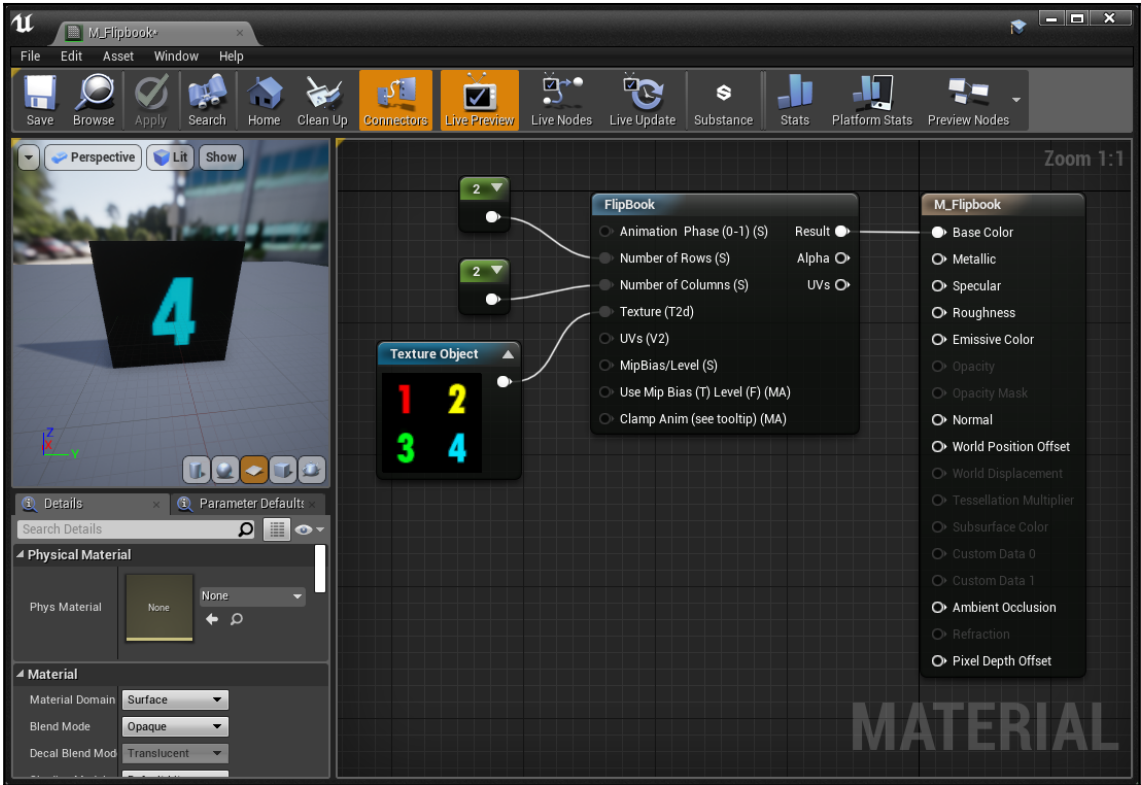 M_Flipbook*
File Edit Asset Window Help
Save Browse Apply Search Home Clean Up Connectors Live Preview Live Nodes Live Update Substance Stats Platform Stats Preview Nodes
Perspective Lit Show
4
Z
X
Y
Details Parameter Defaults
Search Details
Physical Material
Phys Material
None
None
Material
Material Domain Surface
Blend Mode Opaque
Decal Blend Mod Translucent
Zoom 1:1
2
2
Texture Object
1 2
3 4
FlipBook
Animation Phase (0-1) (S) Result
Number of Rows (S) Alpha
Number of Columns (S) UVs
Texture (T2d)
UVs (V2)
MipBias/Level (S)
Use Mip Bias (T) Level (F) (MA)
Clamp Anim (see tooltip) (MA)
M_Flipbook
Base Color
Metallic
Specular
Roughness
Emissive Color
Opacity
Opacity Mask
Normal
World Position Offset
World Displacement
Tessellation Multiplier
Subsurface Color
Custom Data 0
Custom Data 1
Ambient Occlusion
Refraction
Pixel Depth Offset
MATERIAL